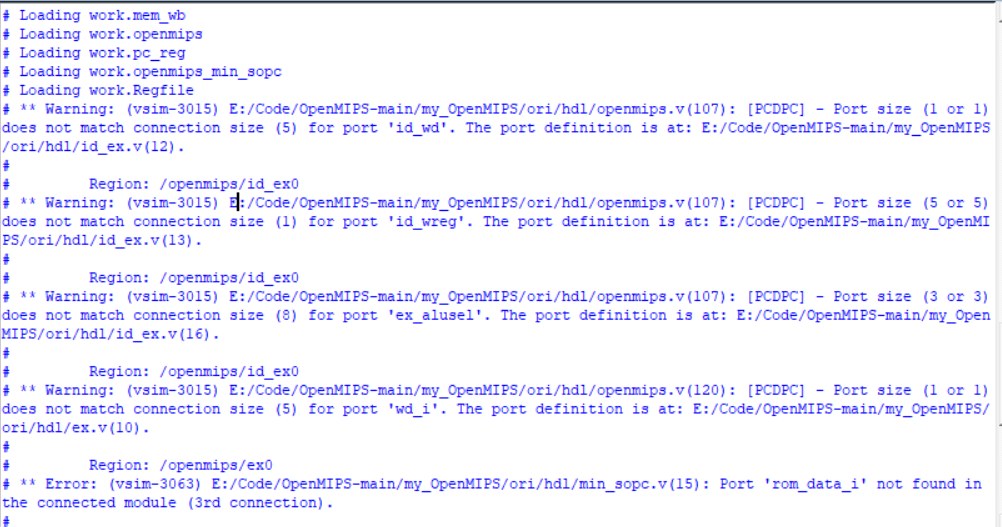 # Loading work.mem_wb
# Loading work.openmips
# Loading work.pc_reg
# Loading work.openmips_min_sopc
# Loading work.Regfile
# ** Warning: (vsim-3015) E:/Code/OpenMIPS-main/my_OpenMIPS/ori/hdl/openmips.v(107): [PCDPC] - Port size (1 or 1)
does not match connection size (5) for port 'id_wd'. The port definition is at: E:/Code/OpenMIPS-main/my_OpenMIPS
/ori/hdl/id_ex.v(12).
#
#         Region: /openmips/id_ex0
# ** Warning: (vsim-3015) E:/Code/OpenMIPS-main/my_OpenMIPS/ori/hdl/openmips.v(107): [PCDPC] - Port size (5 or 5)
does not match connection size (1) for port 'id_wreg'. The port definition is at: E:/Code/OpenMIPS-main/my_OpenMI
PS/ori/hdl/id_ex.v(13).
#
#         Region: /openmips/id_ex0
# ** Warning: (vsim-3015) E:/Code/OpenMIPS-main/my_OpenMIPS/ori/hdl/openmips.v(107): [PCDPC] - Port size (3 or 3)
does not match connection size (8) for port 'ex_alusel'. The port definition is at: E:/Code/OpenMIPS-main/my_Open
MIPS/ori/hdl/id_ex.v(16).
#
#         Region: /openmips/id_ex0
# ** Warning: (vsim-3015) E:/Code/OpenMIPS-main/my_OpenMIPS/ori/hdl/openmips.v(120): [PCDPC] - Port size (1 or 1)
does not match connection size (5) for port 'wd_i'. The port definition is at: E:/Code/OpenMIPS-main/my_OpenMIPS/
ori/hdl/ex.v(10).
#
#         Region: /openmips/ex0
# ** Error: (vsim-3063) E:/Code/OpenMIPS-main/my_OpenMIPS/ori/hdl/min_sopc.v(15): Port 'rom_data_i' not found in
the connected module (3rd connection).
#